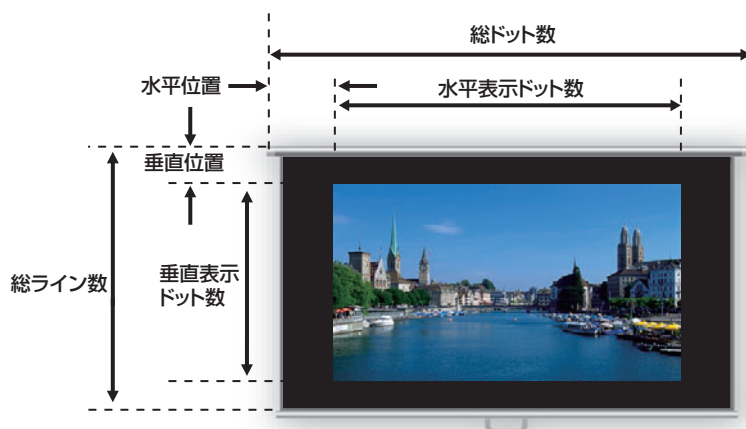 総ドット数
水平位置
水平表示ドット数
垂直位置
総ライン数
垂直表示
ドット数